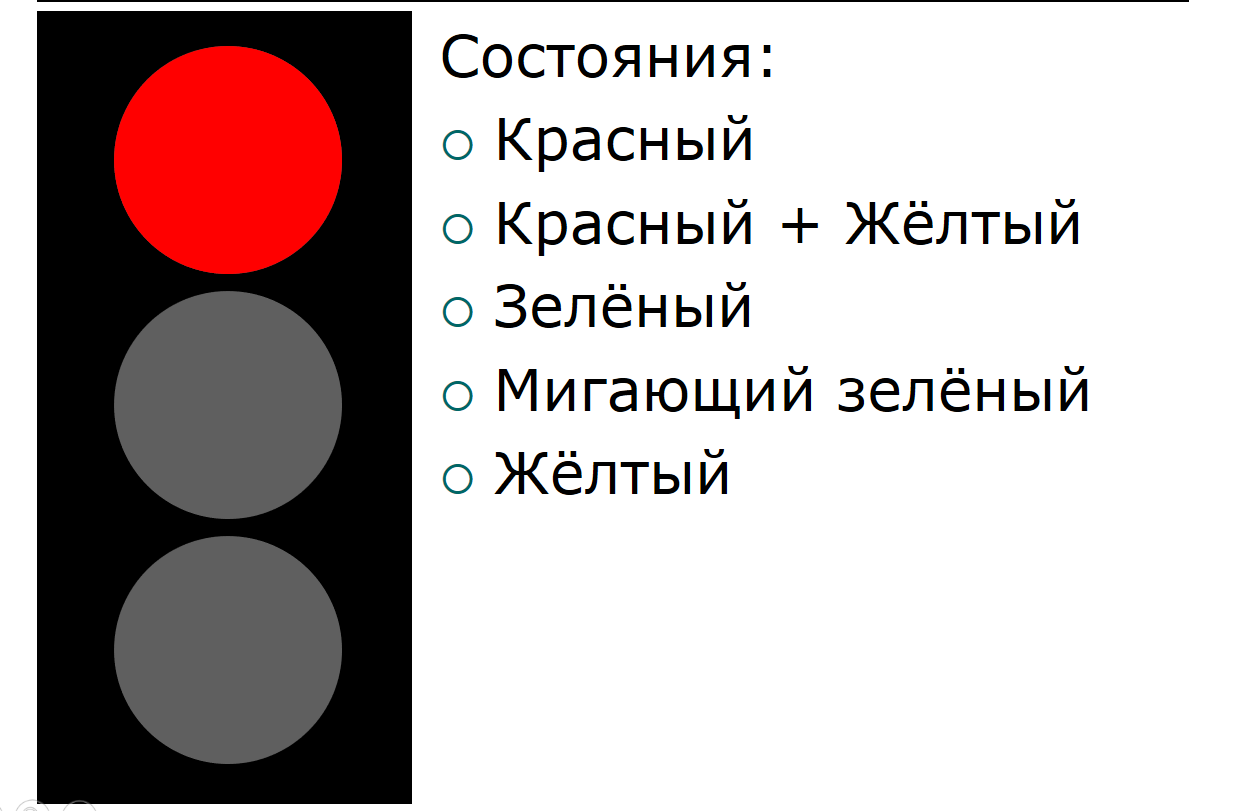 Состояния:
Красный
Красный + Жёлтый
Зелёный
Мигающий зелёный
Жёлтый